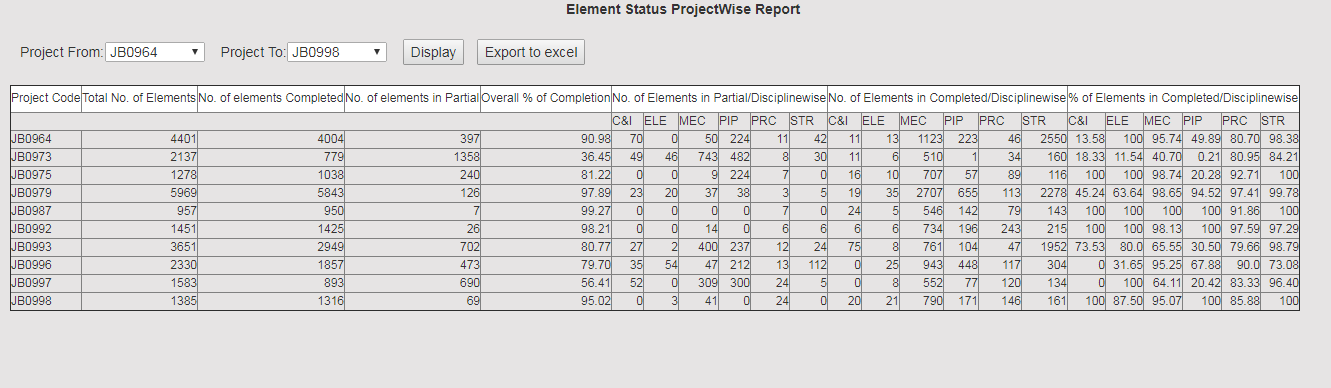 Element Status ProjectWise Report
Project From: JB0964 Project To: JB0998 Display Export to excel
Project Code Total No. of Elements No. of elements Completed No. of elements in Partial Overall % of Completion No. of Elements in Partial/Disciplinewise No. of Elements in Completed/Disciplinewise % of Elements in Completed/Disciplinewise
C&I ELE MEC PIP PRC STR C&I ELE MEC PIP PRC STR C&I ELE MEC PIP PRC STR
JB0964 4401 4004 397 90.98 70 0 50 224 11 42 11 13 1123 223 46 2550 13.58 100 95.74 49.89 80.70 98.38
JB0973 2137 779 1358 36.45 49 46 743 482 8 30 11 6 510 1 34 160 18.33 11.54 40.70 0.21 80.95 84.21
JB0975 1278 1038 240 81.22 0 0 9 224 7 0 16 10 707 57 89 116 100 100 98.74 20.28 92.71 100
JB0979 5969 5843 126 97.89 23 20 37 38 3 5 19 35 2707 655 113 2278 45.24 63.64 98.65 94.52 97.41 99.78
JB0987 957 950 7 99.27 0 0 0 0 7 0 24 5 546 142 79 143 100 100 100 100 91.86 100
JB0992 1451 1425 26 98.21 0 0 14 0 6 6 6 6 734 196 243 215 100 100 98.13 100 97.59 97.29
JB0993 3651 2949 702 80.77 27 2 400 237 12 24 75 8 761 104 47 1952 73.53 80.0 65.55 30.50 79.66 98.79
JB0996 2330 1857 473 79.70 35 54 47 212 13 112 0 25 943 448 117 304 0 31.65 95.25 67.88 90.0 73.08
JB0997 1583 893 690 56.41 52 0 309 300 24 5 0 8 552 77 120 134 0 100 64.11 20.42 83.33 96.40
JB0998 1385 1316 69 95.02 0 3 41 0 24 0 20 21 790 171 146 161 100 87.50 95.07 100 85.88 100